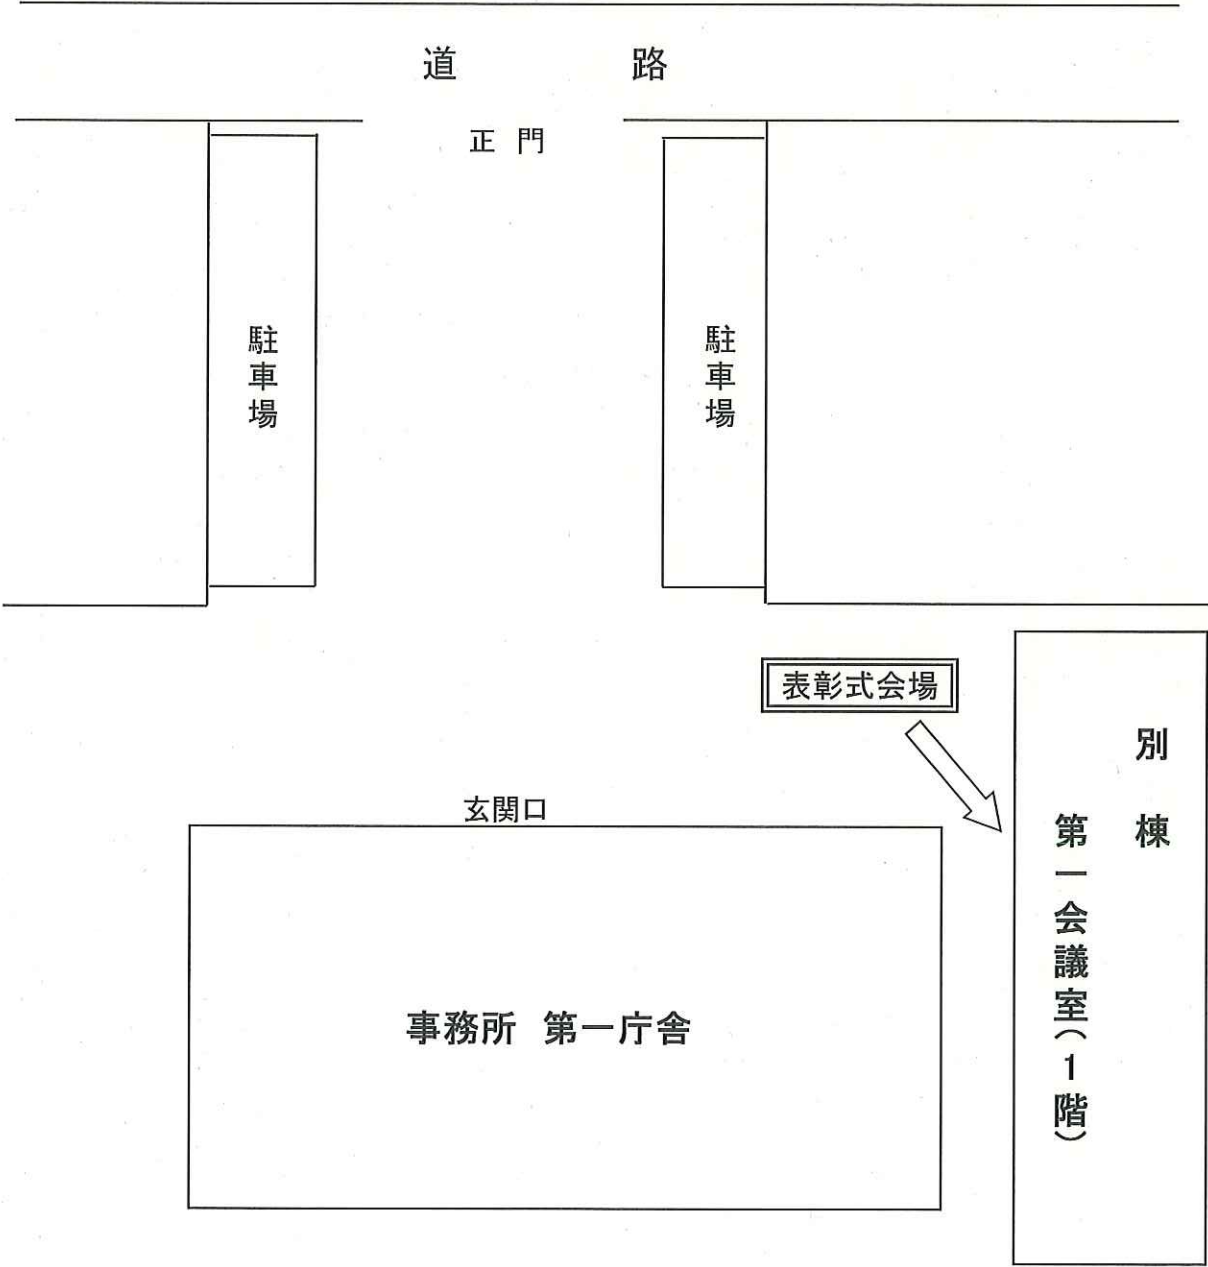 道路
正門
駐車場
駐車場
表彰式会場
別棟
第一会議室(1階)
玄関口
事務所 第一庁舎